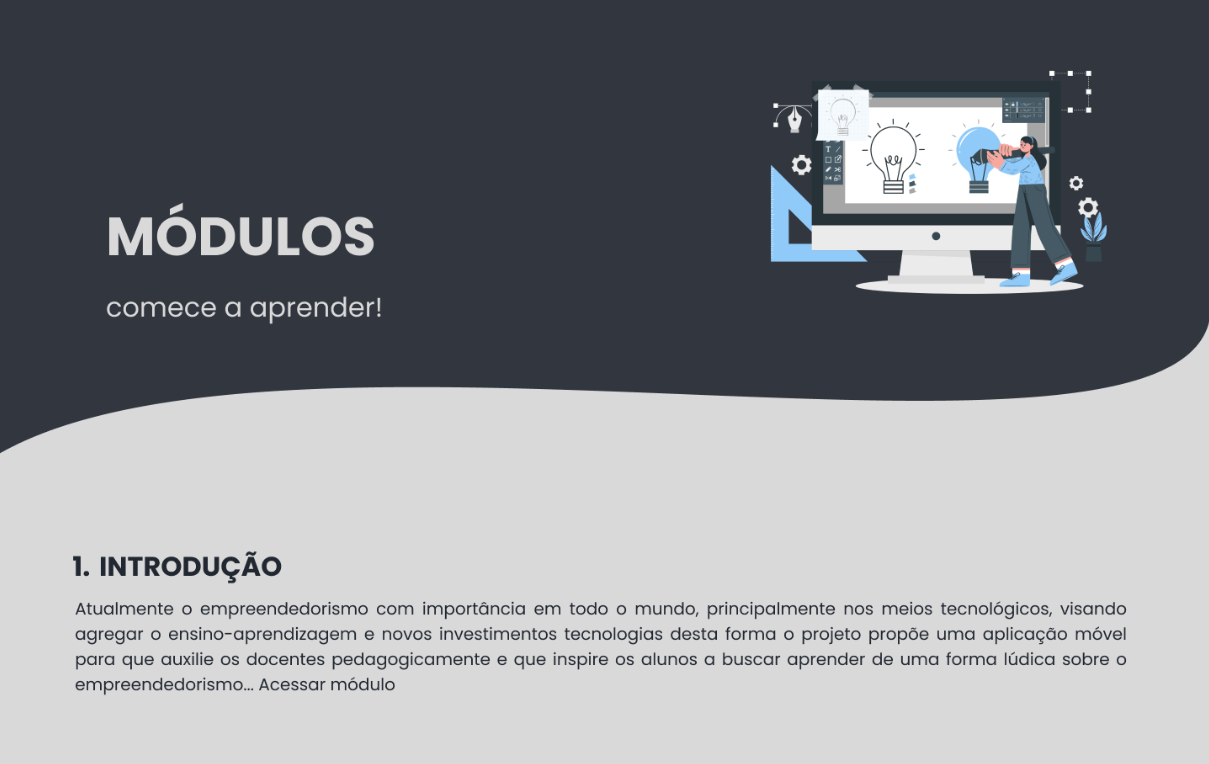 MÓDULOS
comece a aprender!
T
1. INTRODUÇÃO
Atualmente o empreendedorismo com importância em todo o mundo, principalmente nos meios tecnológicos, visando
agregar o ensino-aprendizagem e novos investimentos tecnologias desta forma o projeto propõe uma aplicação móvel
para que auxilie os docentes pedagogicamente e que inspire os alunos a buscar aprender de uma forma lúdica sobre o
empreendedorismo... Acessar módulo